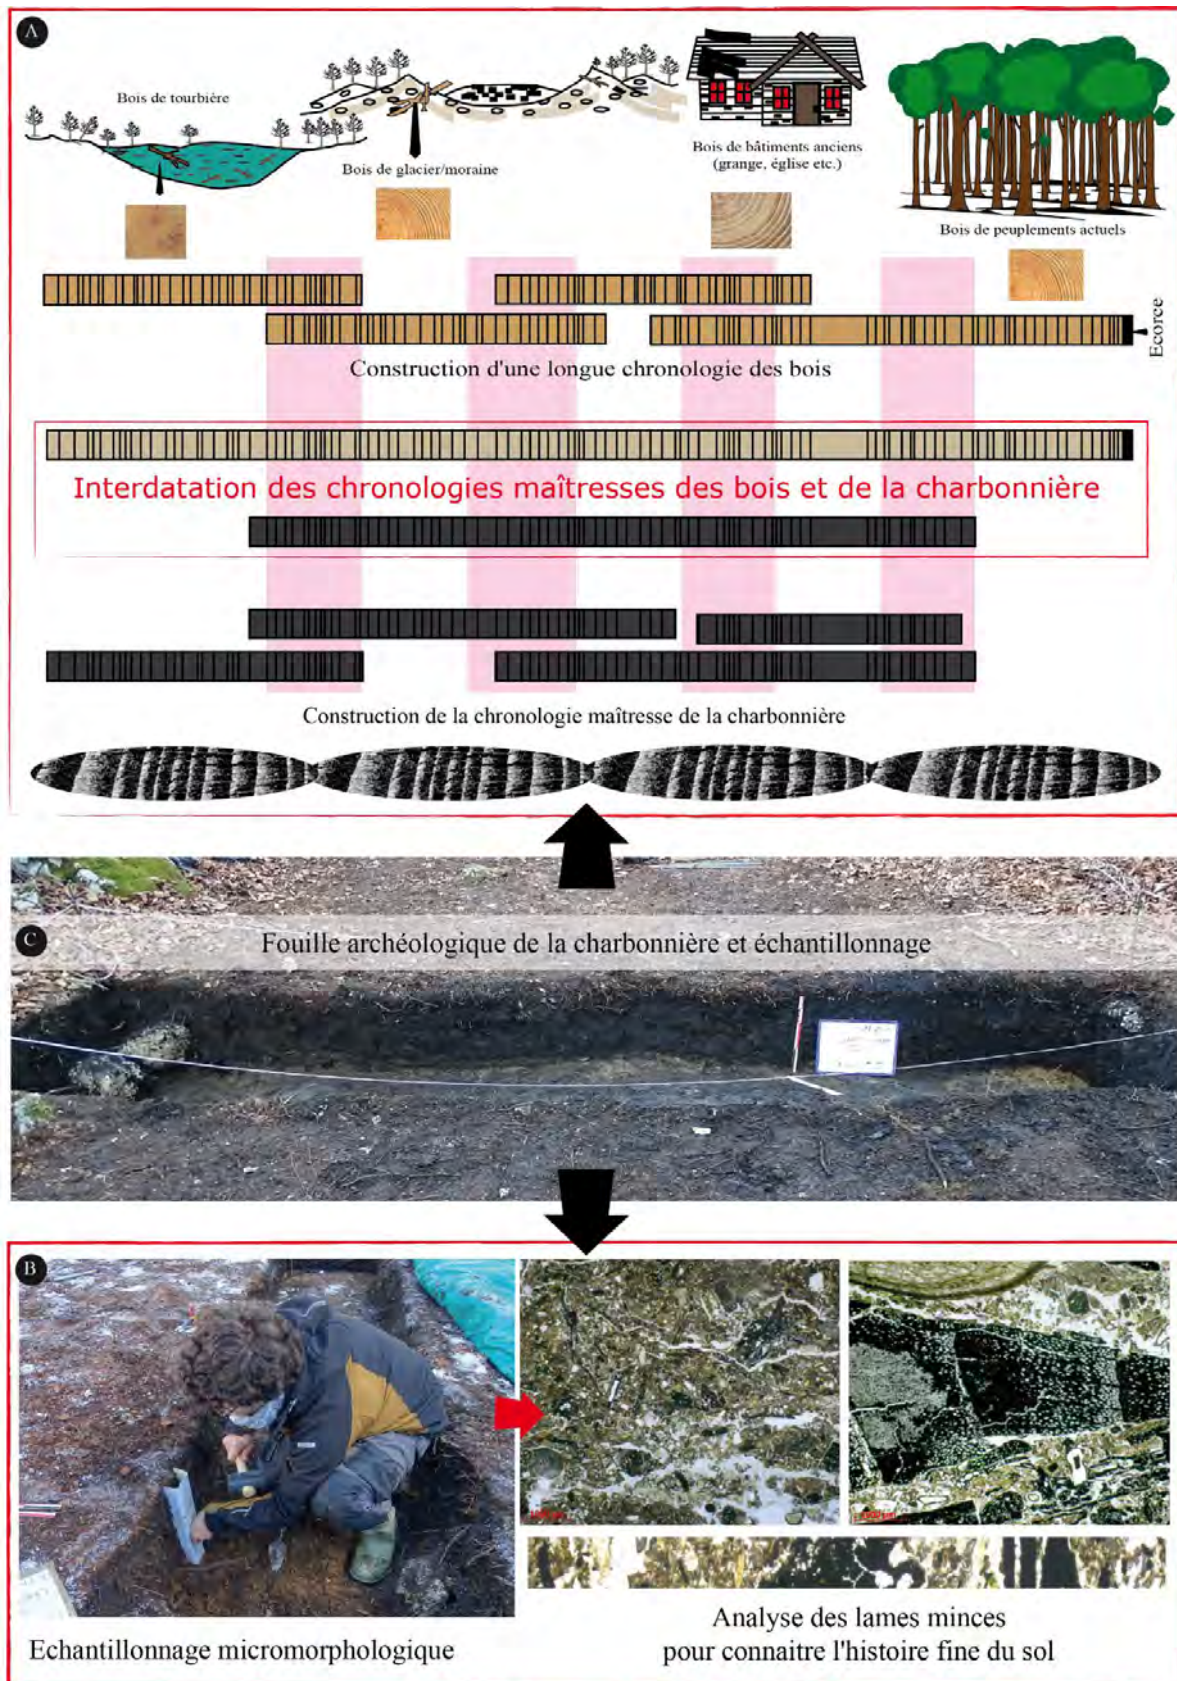 A
Bois de tourbière
Bois de glacier/moraine
Bois de bâtiments anciens
(grange, église etc.)
Bois de peuplements actuels
Ecorce
Construction d'une longue chronologie des bois
Interdatation des chronologies maîtresses des bois et de la charbonnière
Construction de la chronologie maîtresse de la charbonnière
C
Fouille archéologique de la charbonnière et échantillonnage
B
Echantillonnage micromorphologique
Analyse des lames minces
pour connaitre l'histoire fine du sol